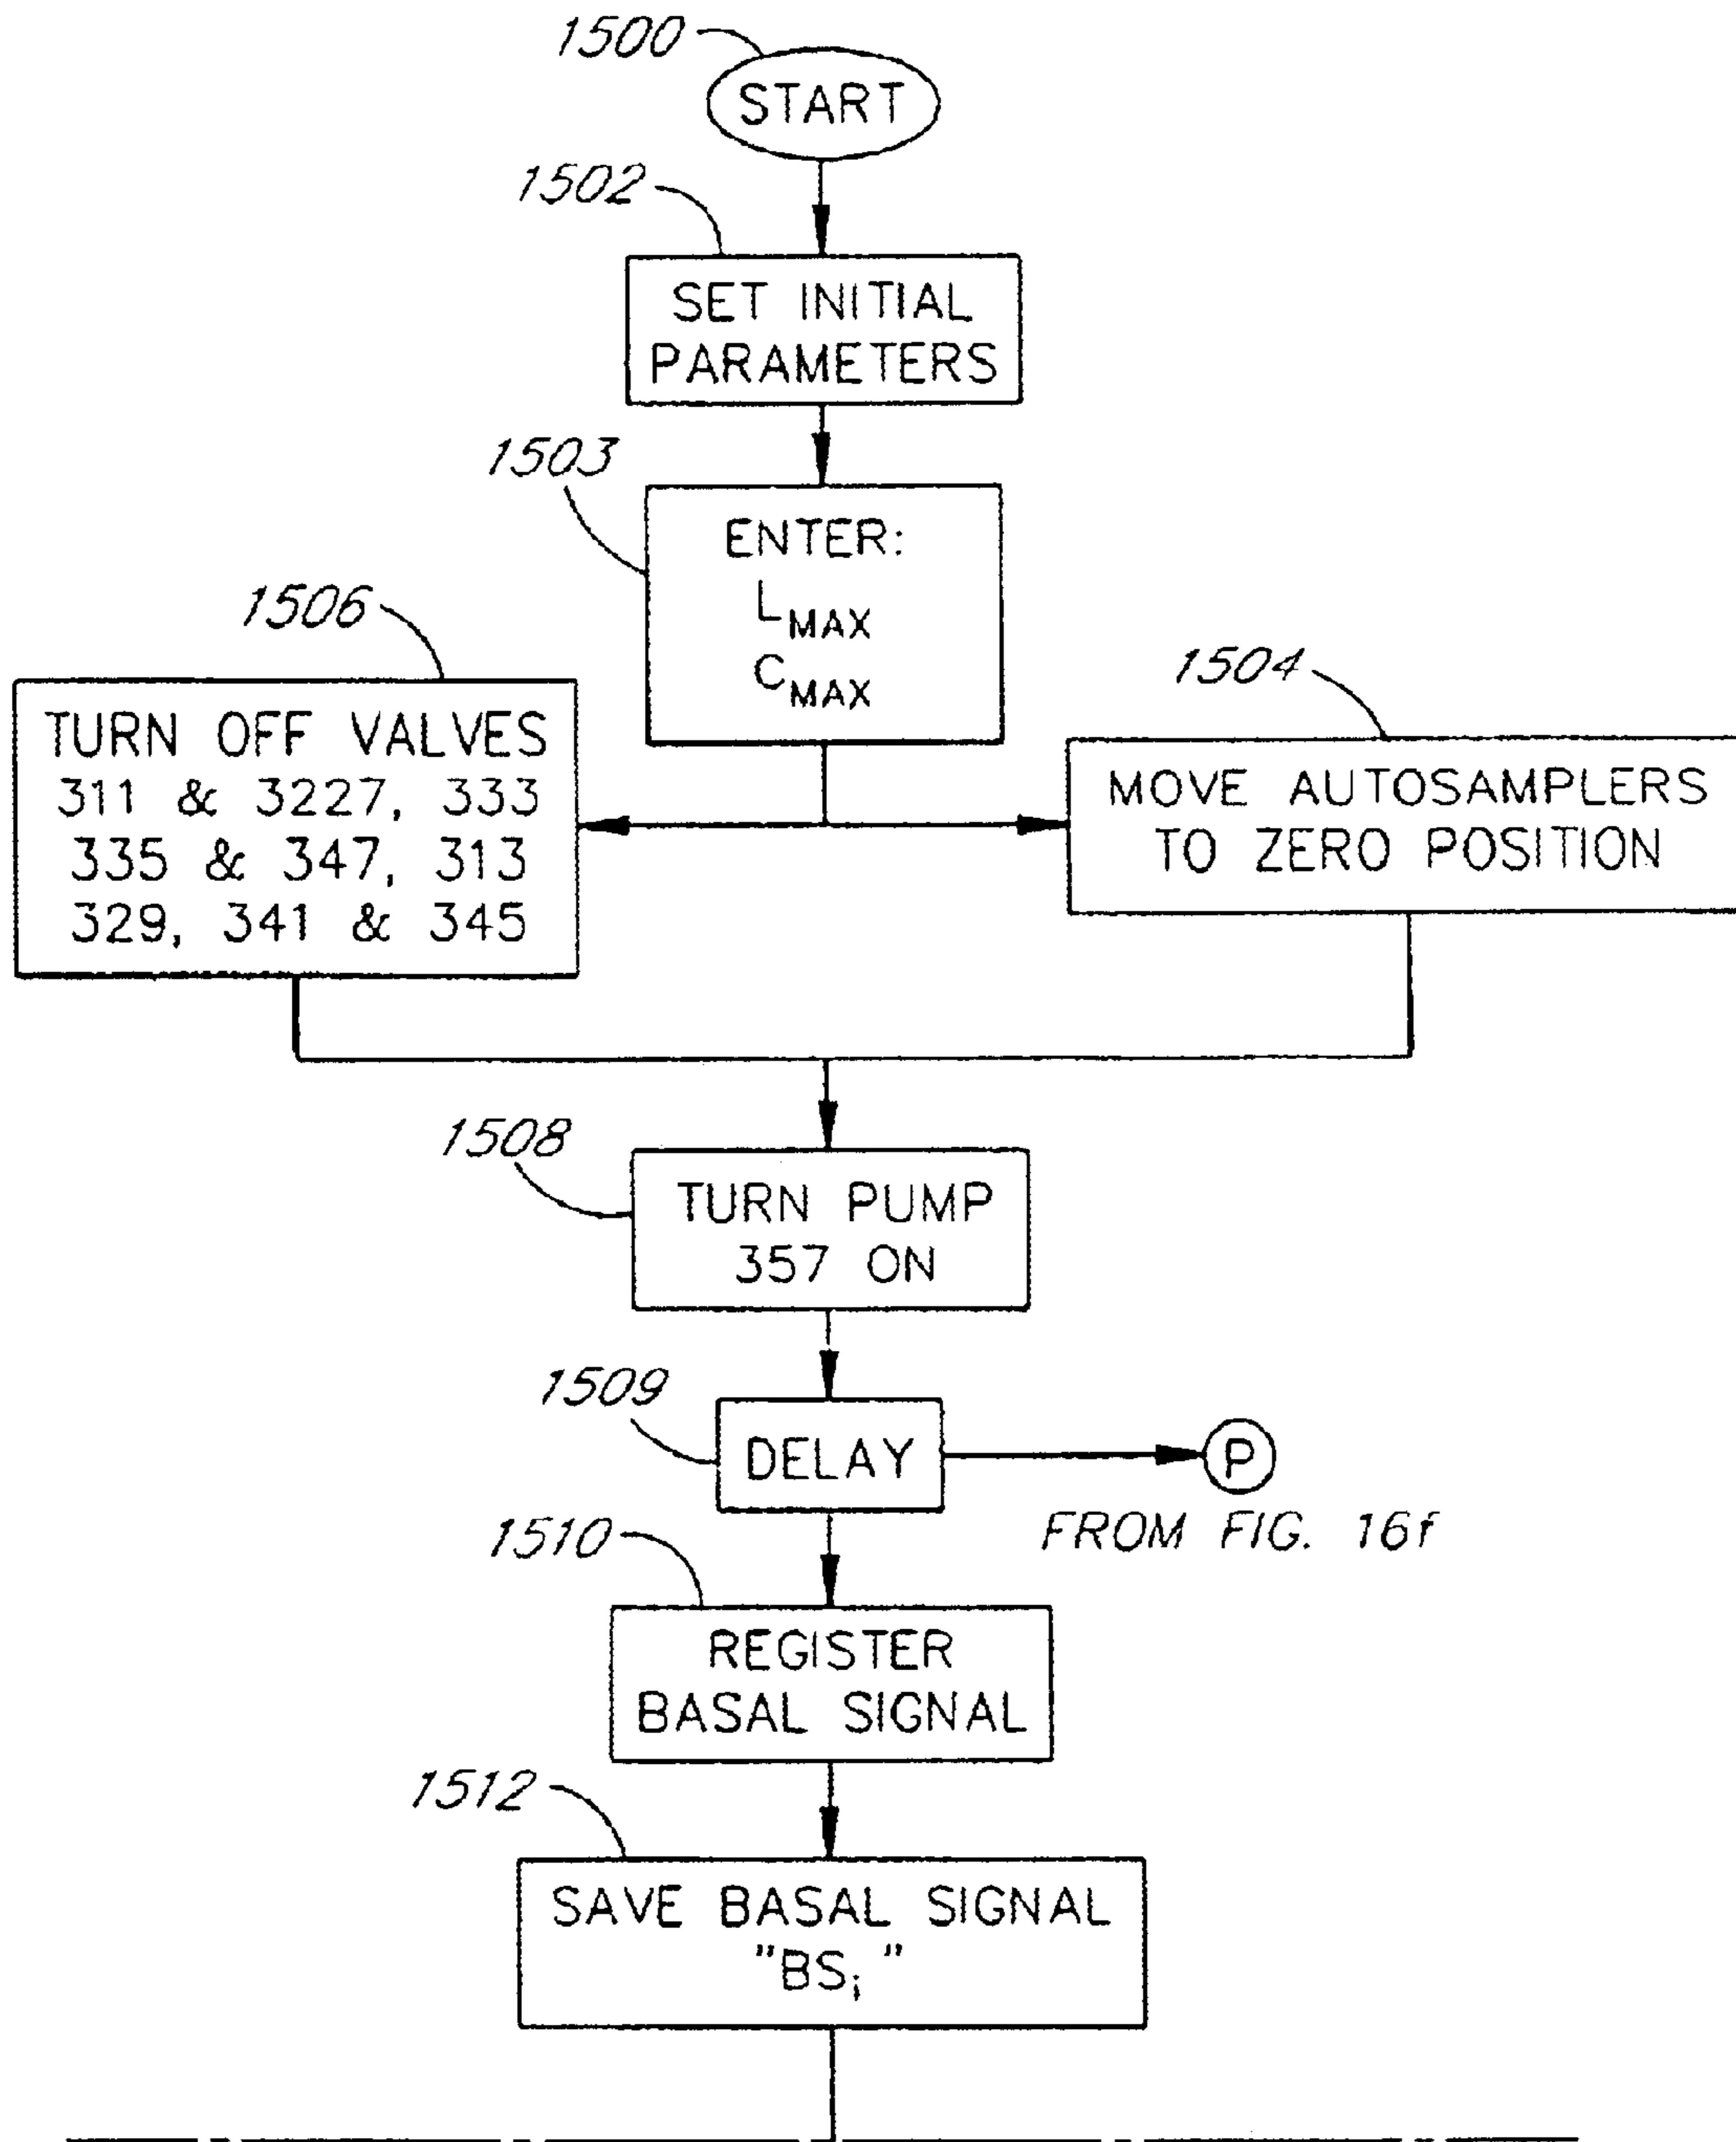 1500
START
1502
SET INITIAL
PARAMETERS
1503
ENTER:
LMAX
CMAX
1506
TURN OFF VALVES
311 & 3227, 333
335 & 347, 313
329, 341 & 345
1504
MOVE AUTOSAMPLERS
TO ZERO POSITION
1508
TURN PUMP
357 ON
1509
DELAY
P
FROM FIG. 16f
1510
REGISTER
BASAL SIGNAL
1512
SAVE BASAL SIGNAL
"BSi "